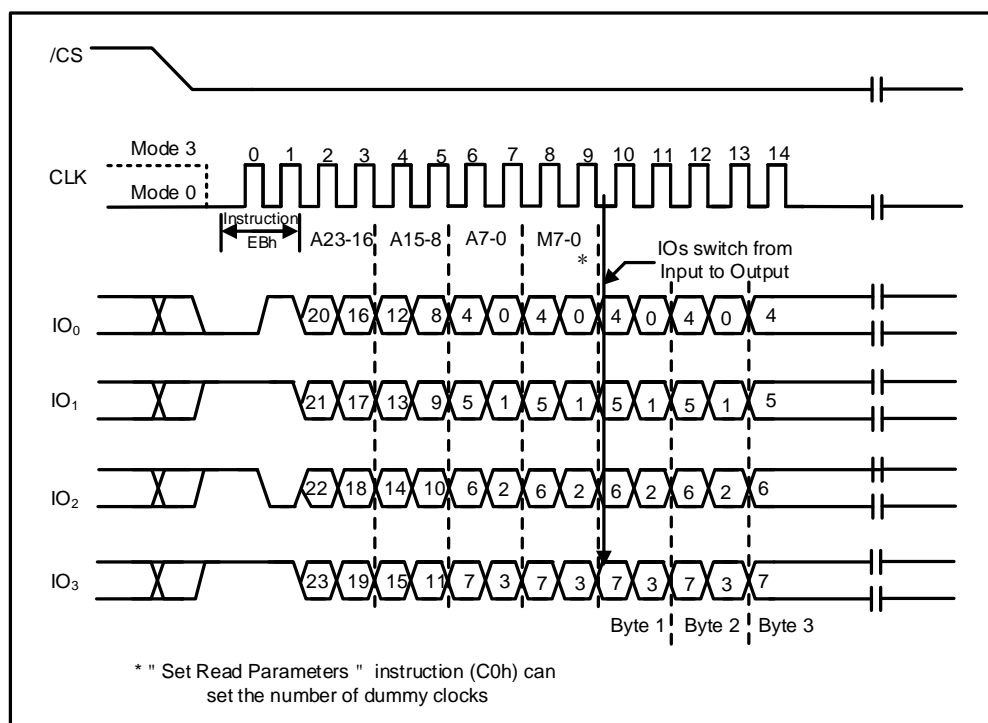 /CS
Mode 3
CLK
Mode 0
0 1 2 3 4 5 6 7 8 9 10 11 12 13 14
Instruction
EBh
A23-16 A15-8 A7-0 M7-0
*
IOs switch from
Input to Output
IO0 20 16 12 8 4 0 4 0 4 0 4 0 4
IO1 21 17 13 9 5 1 5 1 5 1 5 1 5
IO2 22 18 14 10 6 2 6 2 6 2 6 2 6
IO3 23 19 15 11 7 3 7 3 7 3 7 3 7
Byte 1 Byte 2 Byte 3
* " Set Read Parameters " instruction (C0h) can
set the number of dummy clocks